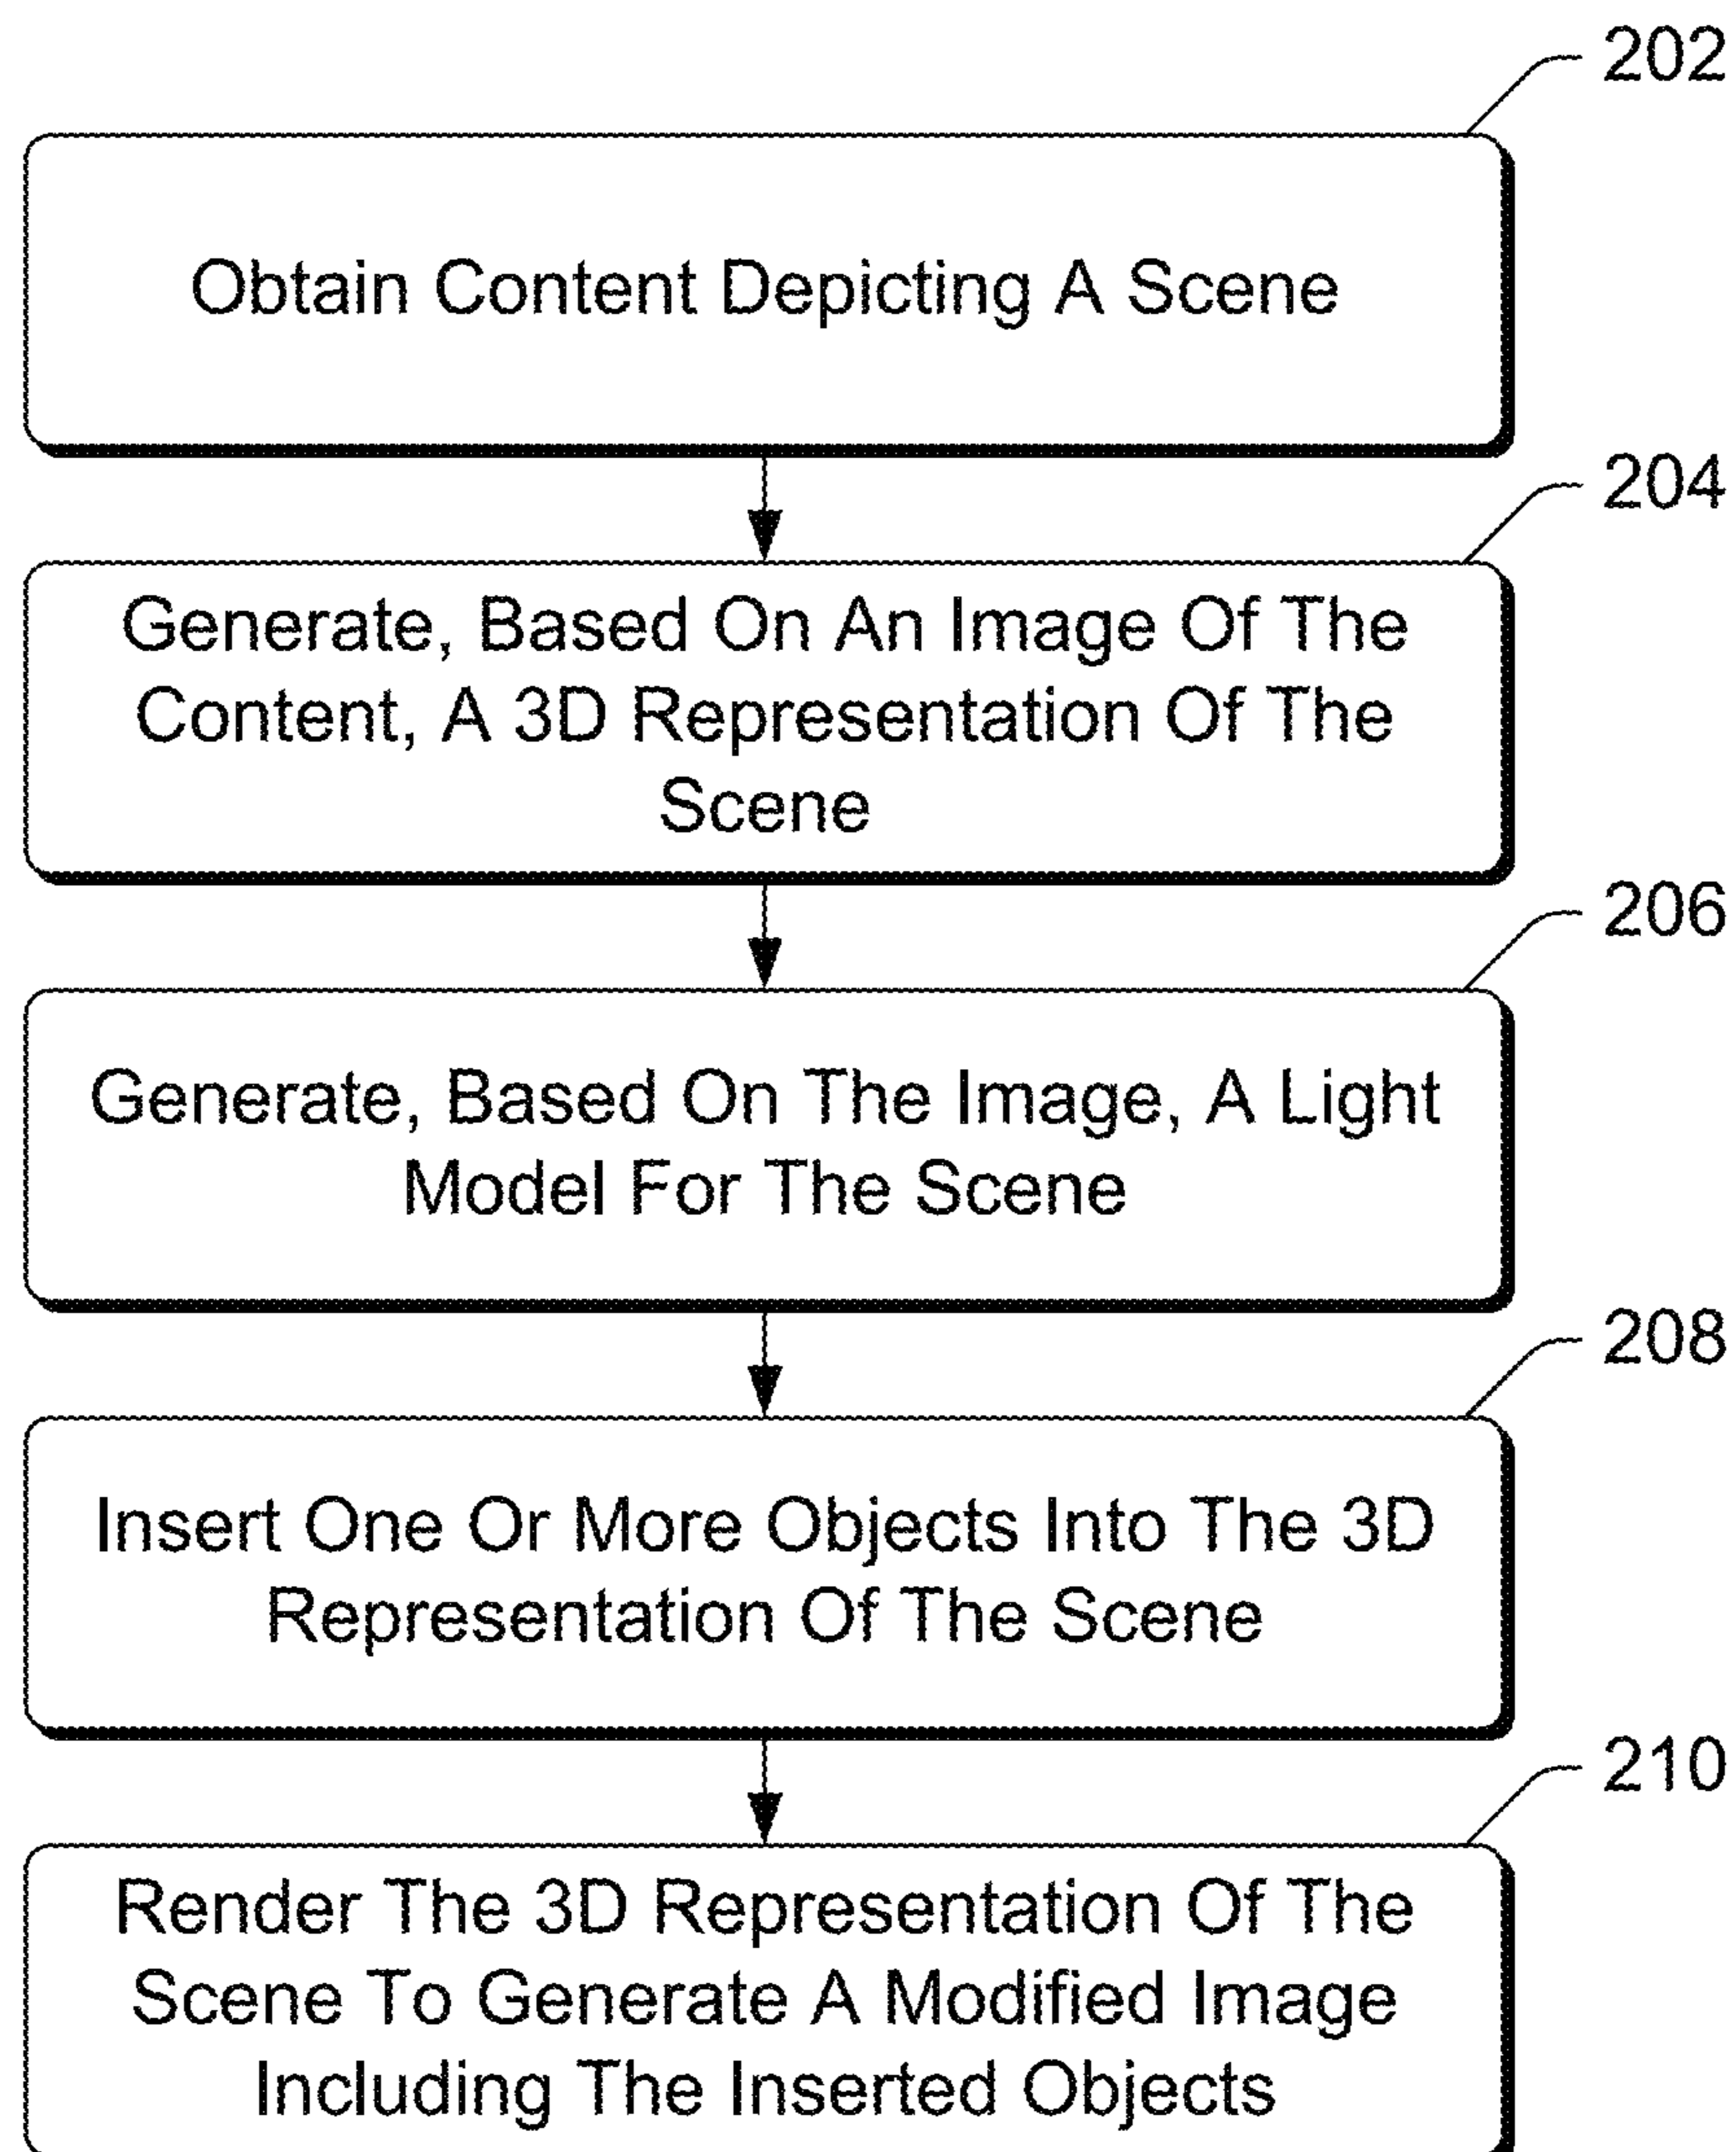 202
Obtain Content Depicting A Scene
204
Generate, Based On An Image Of The
Content, A 3D Representation Of The
Scene
206
Generate, Based On The Image, A Light
Model For The Scene
208
Insert One Or More Objects Into The 3D
Representation Of The Scene
210
Render The 3D Representation Of The
Scene To Generate A Modified Image
Including The Inserted Objects